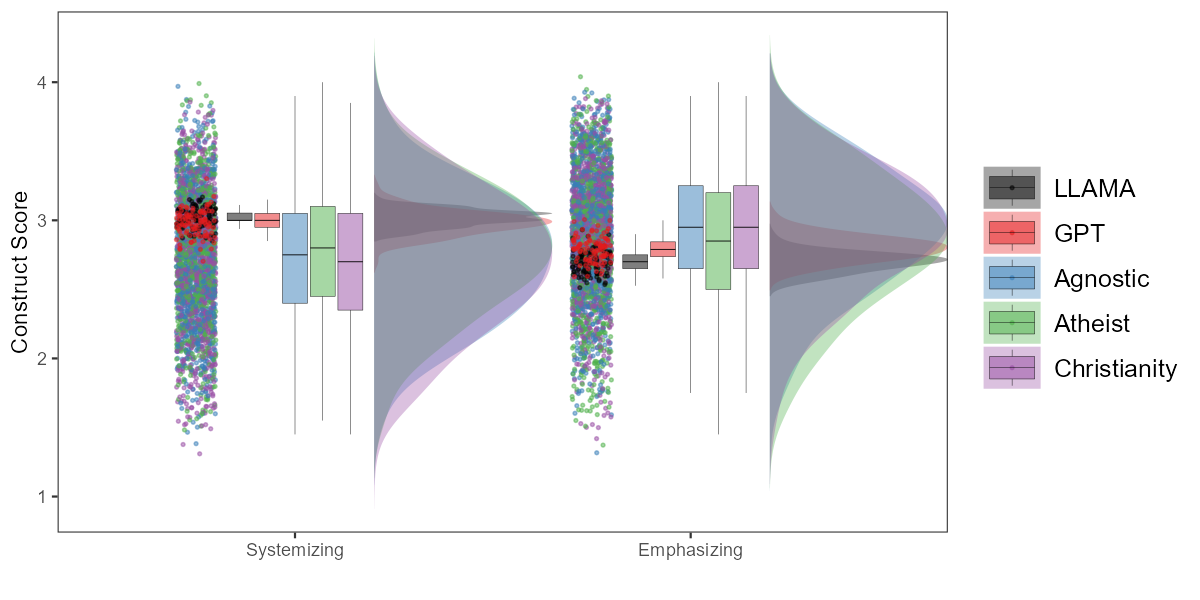 Construct Score
4
3
2
1
Systemizing
Emphasizing
LLAMA
GPT
Agnostic
Atheist
Christianity